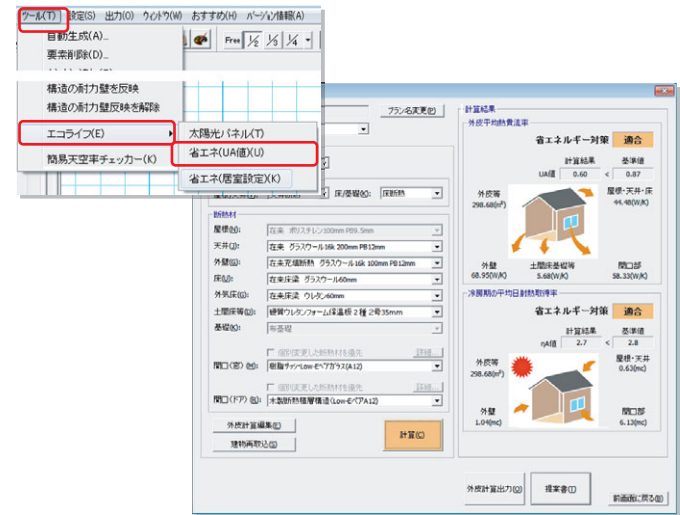 ツール(T) 設定(S) 出力(O) ウィンドウ(W) おすすめ(H) バージョン情報(A)
自動生成(A)...
要素削除(D)...
Free 1/2 1/3 1/4
構造の耐力壁を反映
構造の耐力壁反映を解除
エコライフ(E)
太陽光パネル(T)
簡易天空率チェッカー(K)
省エネ(UA値)(U)
省エネ(居室設定)(K)
プラン名変更(P)
床/基礎(K): 床断熱
断熱材
屋根(N): 在来 ポリスチレン100mm PB9.5mm
天井(J): 在来 グラスウール16k 200mm PB12mm
外壁(G): 在来充填断熱 グラスウール16k 100mm PB12mm
床(U): 在来床梁 グラスウール60mm
外気床(G): 在来床梁 ウレタン60mm
土間床等(D): 硬質ウレタンフォーム保温板2種2号35mm
基礎(K): 布基礎
個別変更した断熱材を優先 詳細...
開口(窓)(M): 樹脂サッシLow-Eペアガラス(A12)
個別変更した断熱材を優先 詳細...
開口(ドア)(B): 木製断熱積層構造(Low-EペアA12)
外皮計算編集(E)
建物再取込(S)
計算(C)
計算結果
外皮平均熱貫流率
省エネルギー対策 適合
計算結果 基準値
UA値 0.60 < 0.87
外皮等
298.68(㎡)
屋根・天井・床
44.48(W/K)
外壁
68.95(W/K)
土間床基礎等
5.68(W/K)
開口部
58.33(W/K)
冷房期の平均日射熱取得率
省エネルギー対策 適合
計算結果 基準値
ηA値 2.7 < 2.8
外皮等
298.68(㎡)
屋根・天井
0.63(mc)
外壁
1.04(mc)
開口部
6.13(mc)
外皮計算出力(Q)
提案書(T)
前画面に戻る(B)